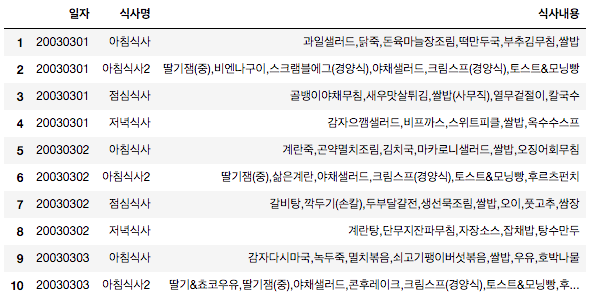 일자 식사명 식사내용
1 20030301 아침식사 과일샐러드,닭죽,돈육마늘장조림,떡만두국,부추김무침,쌀밥
2 20030301 아침식사2 딸기잼(중),비엔나구이,스크램블에그(경양식),야채샐러드,크림스프(경양식),토스트&모닝빵
3 20030301 점심식사 골뱅이야채무침,새우맛살튀김,쌀밥(사무직),열무겉절이,칼국수
4 20030301 저녁식사 감자으깸샐러드,비프까스,스위트피클,쌀밥,옥수수스프
5 20030302 아침식사 계란죽,곤약멸치조림,김치국,마카로니샐러드,쌀밥,오징어회무침
6 20030302 아침식사2 딸기잼(중),삶은계란,야채샐러드,크림스프(경양식),토스트&모닝빵,후르츠펀치
7 20030302 점심식사 갈비탕,깍두기(손칼),두부달걀전,생선묵조림,쌀밥,오이,풋고추,쌈장
8 20030302 저녁식사 계란탕,단무지잔파무침,자장소스,잡채밥,탕수만두
9 20030303 아침식사 감자다시마국,녹두죽,멸치볶음,쇠고기팽이버섯볶음,쌀밥,우유,호박나물
10 20030303 아침식사2 딸기&쵸코우유,딸기잼(중),야채샐러드,콘후레이크,크림스프(경양식),토스트&모닝빵,후...